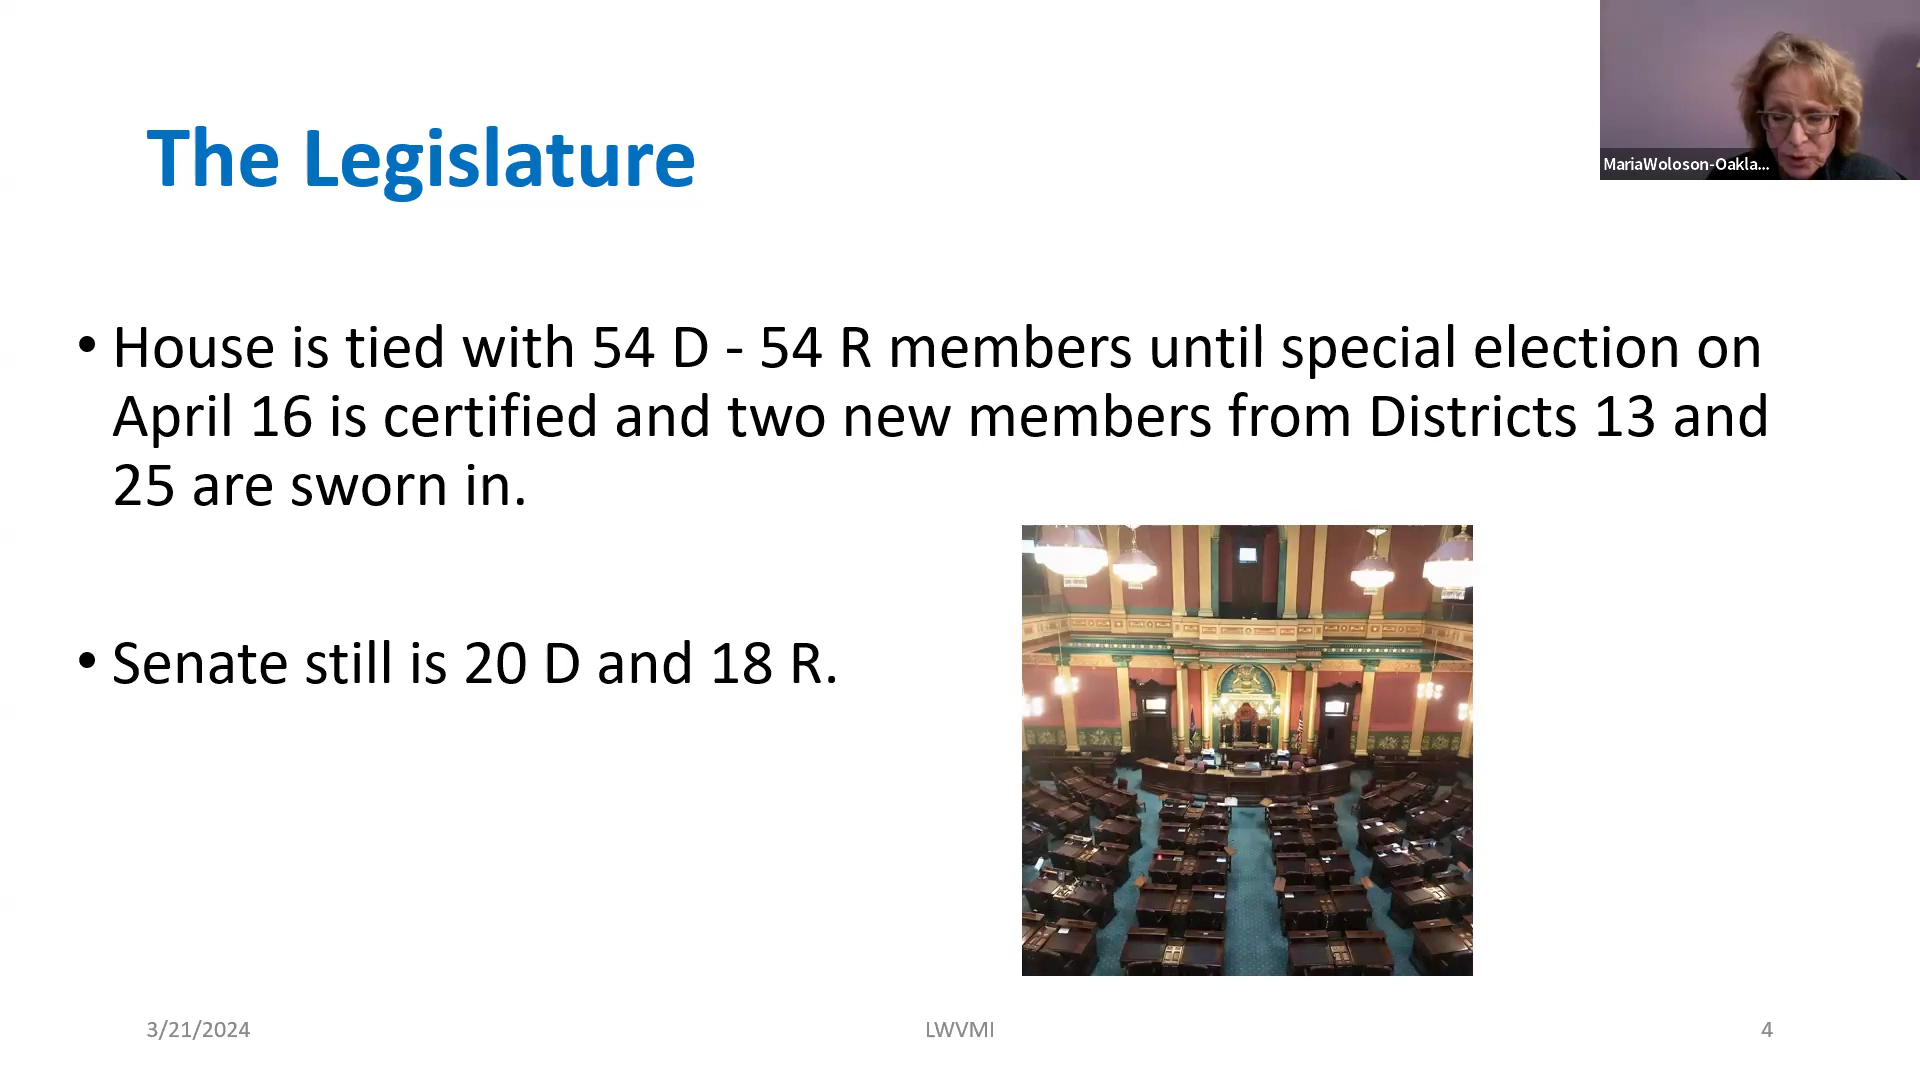 The Legislature
MariaWoloson-Oakla...
• House is tied with 54 D - 54 R members until special election on
April 16 is certified and two new members from Districts 13 and
25 are sworn in.
• Senate still is 20 D and 18 R.
3/21/2024
LWVMI
4